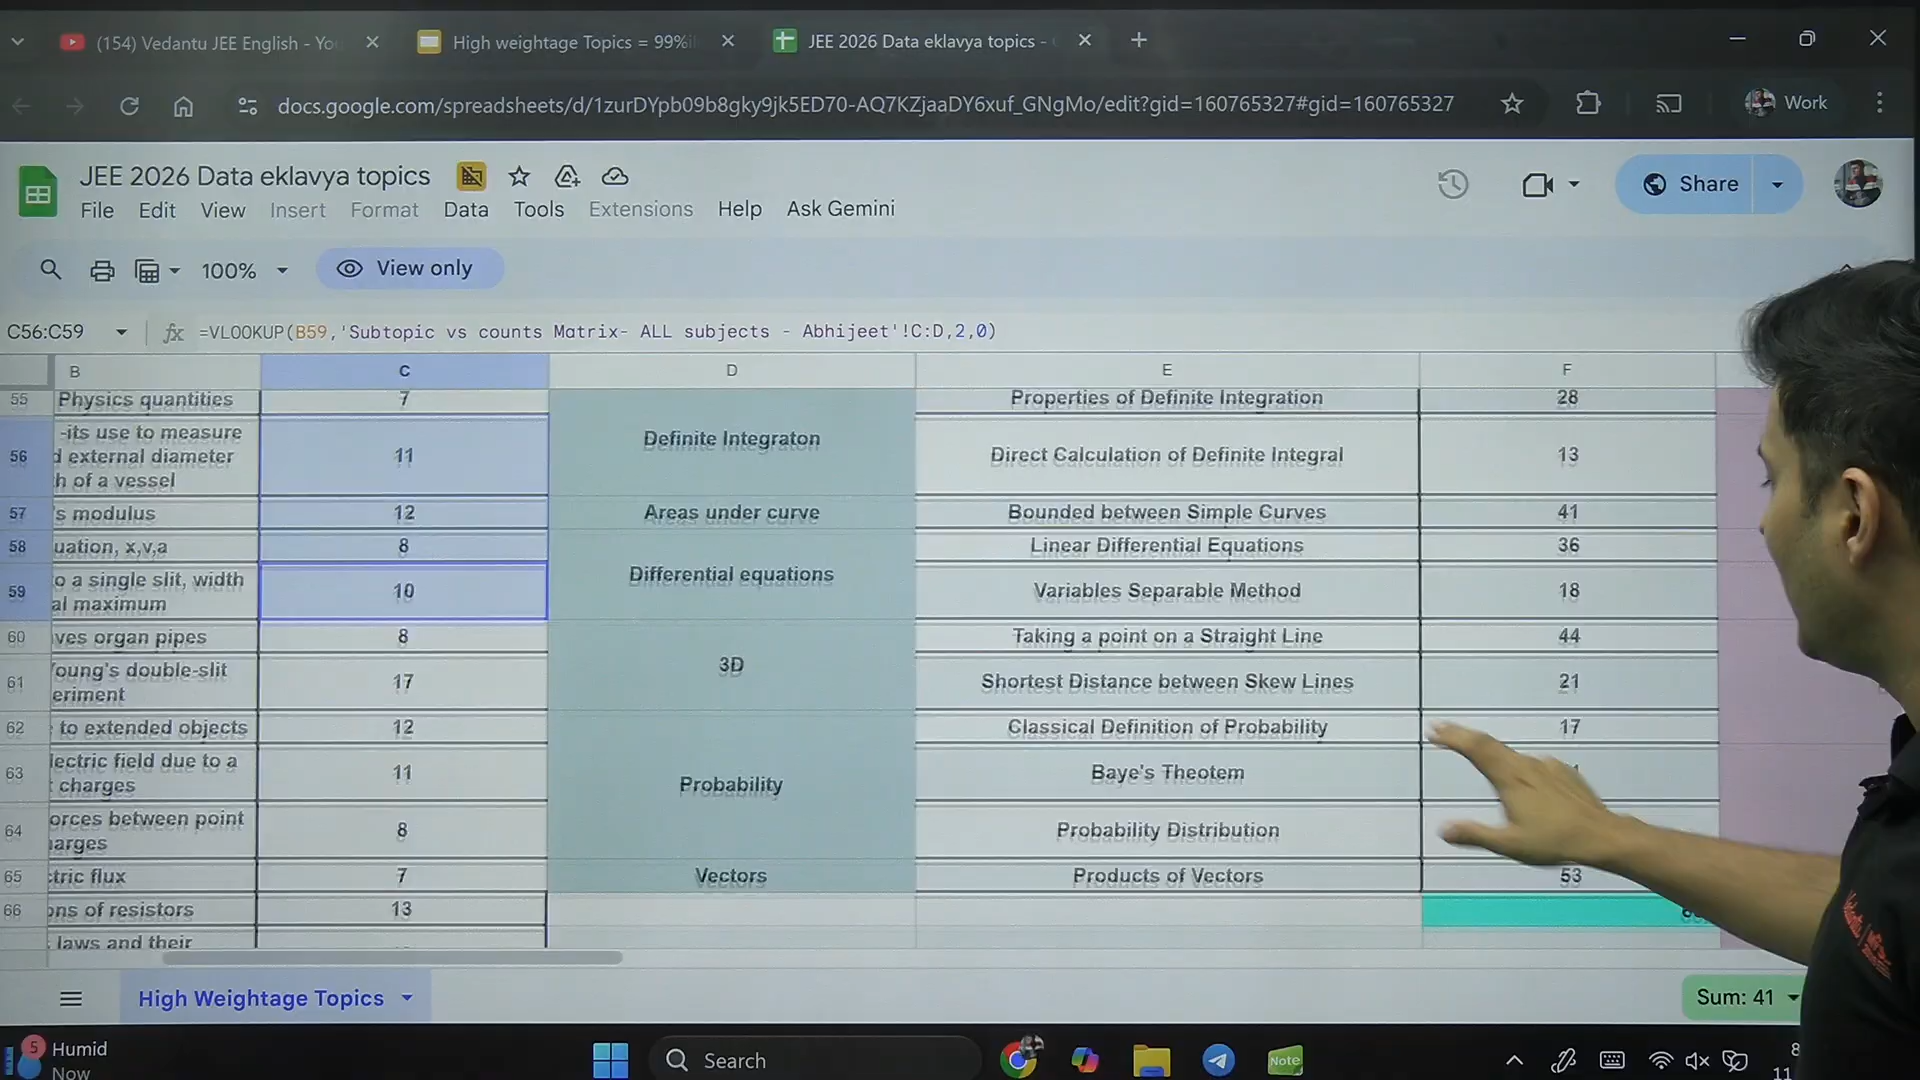 (154) Vedantu JEE English - You
High weightage Topics = 99%il
JEE 2026 Data eklavya topics -
docs.google.com/spreadsheets/d/1zurDYpb09b8gky9jk5ED70-AQ7KZjaaDY6xuf_GNgMo/edit?gid=160765327#gid=160765327
Work
JEE 2026 Data eklavya topics
Share
File Edit View Insert Format Data Tools Extensions Help Ask Gemini
100%
View only
C56:C59
fx =VLOOKUP(B59,'Subtopic vs counts Matrix- ALL subjects - Abhijeet'!C:D,2,0)
B C D E F
55 Physics quantities 7 Properties of Definite Integration 28
Definite Integraton
56 -its use to measure
d external diameter
h of a vessel
11 Direct Calculation of Definite Integral 13
57 's modulus 12 Areas under curve Bounded between Simple Curves 41
58 uation, x,v,a 8 Linear Differential Equations 36
Differential equations
59 o a single slit, width
al maximum
10 Variables Separable Method 18
60 ves organ pipes 8 Taking a point on a Straight Line 44
3D
61 Young's double-slit
eriment
17 Shortest Distance between Skew Lines 21
62 to extended objects 12 Classical Definition of Probability 17
63 lectric field due to a
charges
11 Baye's Theotem
Probability
64 orces between point
harges
8 Probability Distribution
65 tric flux 7 Vectors Products of Vectors 53
66 ons of resistors 13
laws and their
High Weightage Topics
Sum: 41
5 Humid
Now
Search
Note
8
11